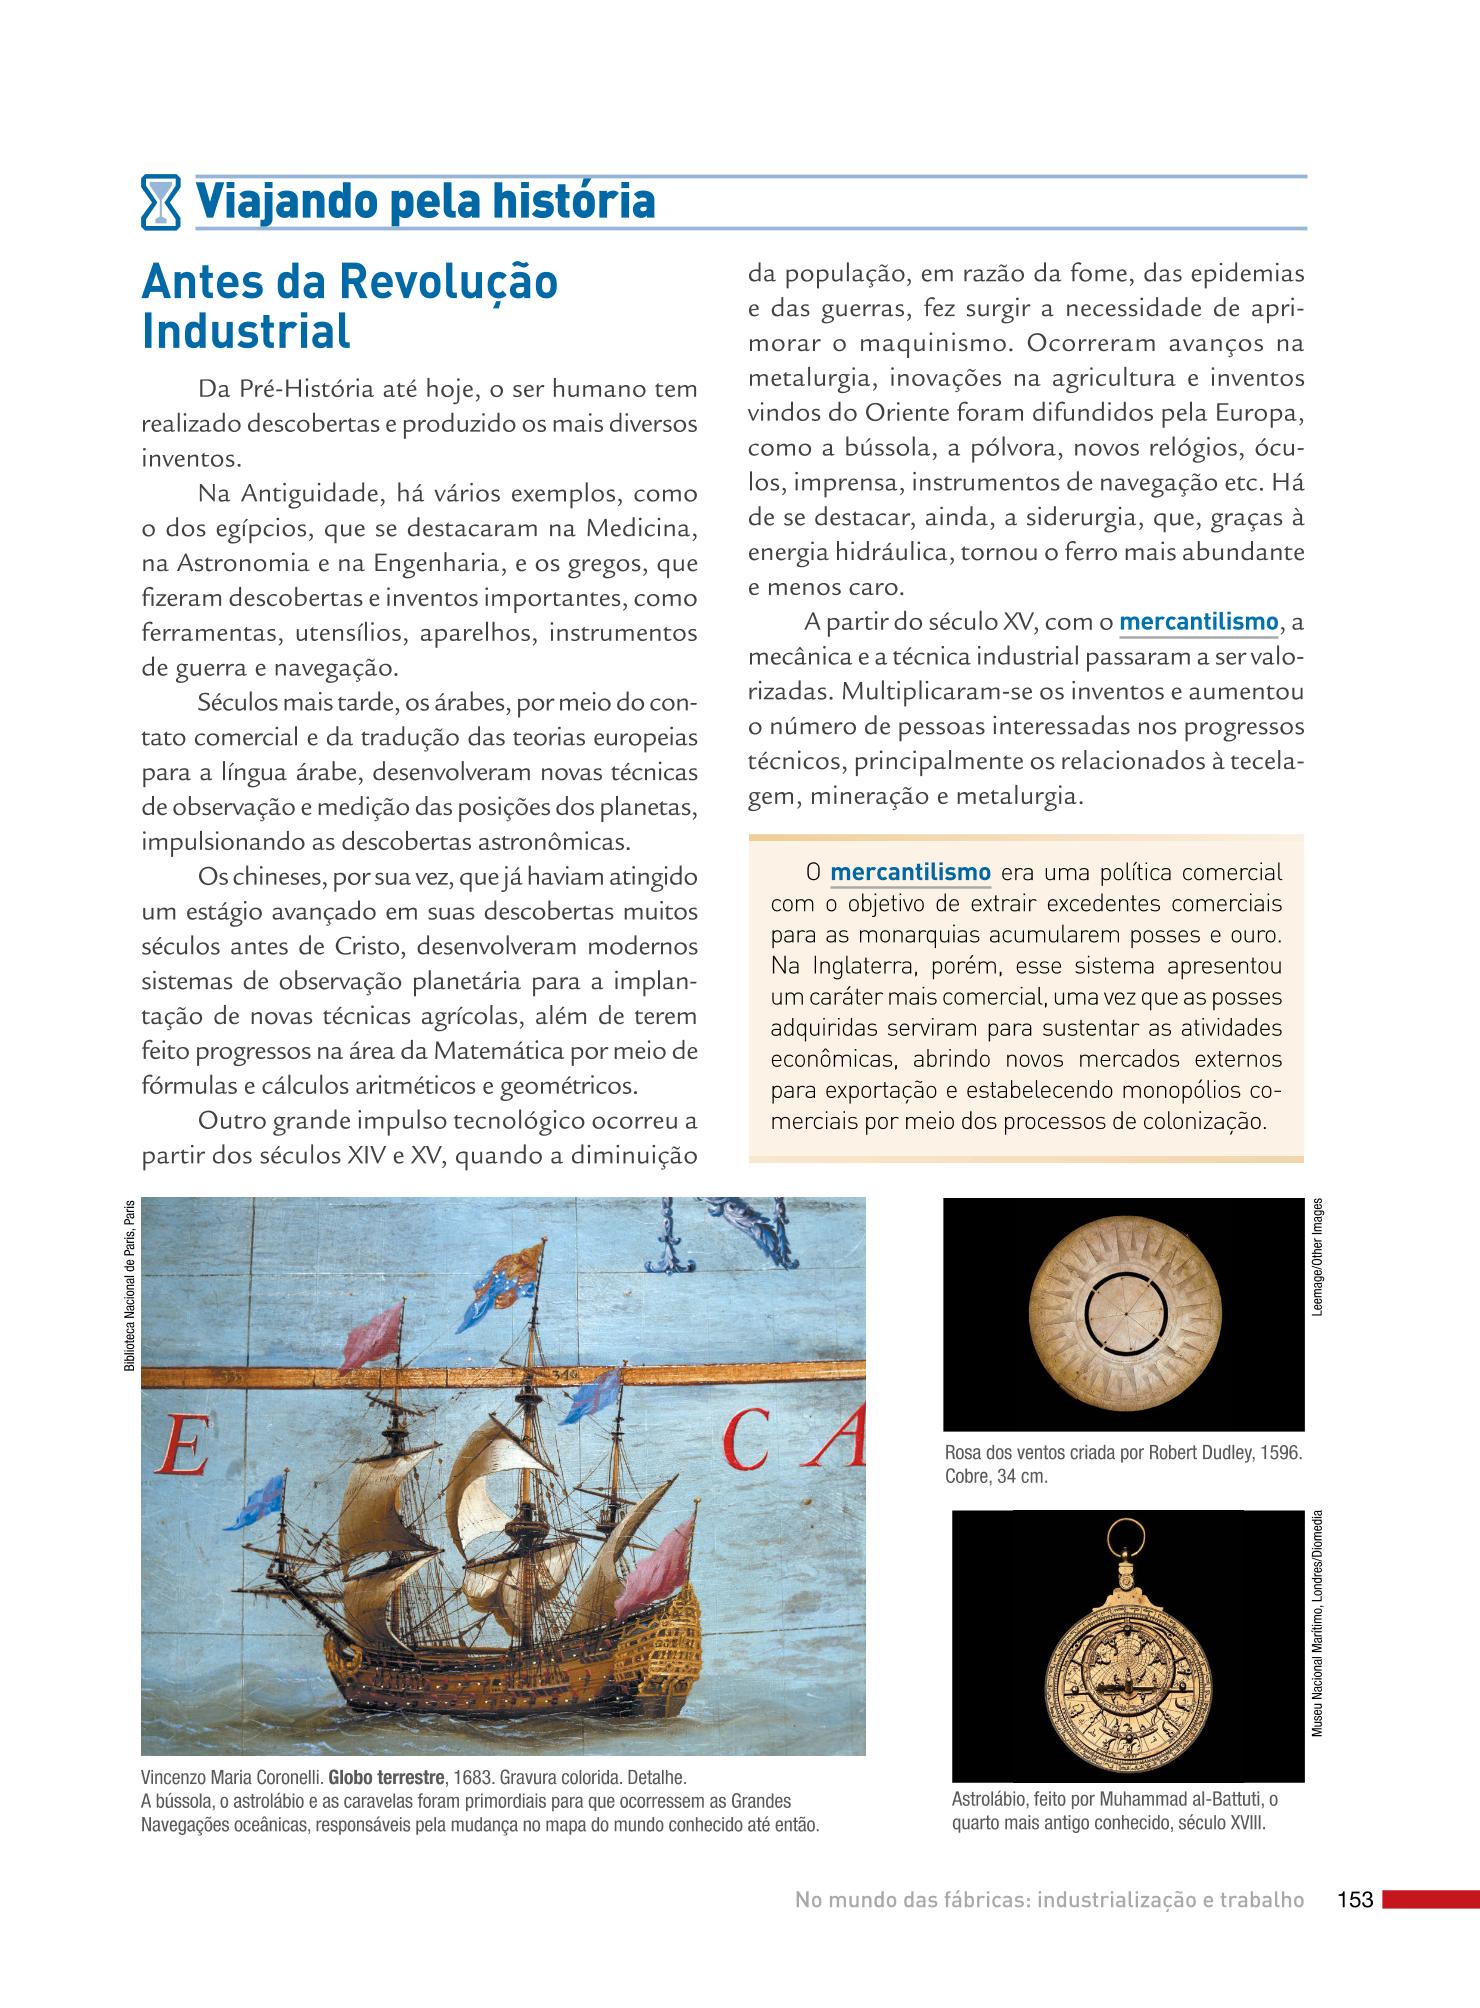 Viajando pela história
Antes da Revolução
Industrial
Da Pré-História até hoje, o ser humano tem
realizado descobertas e produzido os mais diversos
inventos.
Na Antiguidade, há vários exemplos, como
o dos egípcios, que se destacaram na Medicina,
na Astronomia e na Engenharia, e os gregos, que
fizeram descobertas e inventos importantes, como
ferramentas, utensílios, aparelhos, instrumentos
de guerra e navegação.
Séculos mais tarde, os árabes, por meio do con-
tato comercial e da tradução das teorias europeias
para a língua árabe, desenvolveram novas técnicas
de observação e medição das posições dos planetas,
impulsionando as descobertas astronômicas.
Os chineses, por sua vez, que já haviam atingido
um estágio avançado em suas descobertas muitos
séculos antes de Cristo, desenvolveram modernos
sistemas de observação planetária para a implan-
tação de novas técnicas agrícolas, além de terem
feito progressos na área da Matemática por meio de
fórmulas e cálculos aritméticos e geométricos.
Outro grande impulso tecnológico ocorreu a
partir dos séculos XIV e XV, quando a diminuição
da população, em razão da fome, das epidemias
e das guerras, fez surgir a necessidade de apri-
morar o maquinismo. Ocorreram avanços na
metalurgia, inovações na agricultura e inventos
vindos do Oriente foram difundidos pela Europa,
como a bússola, a pólvora, novos relógios, ócu-
los, imprensa, instrumentos de navegação etc. Há
de se destacar, ainda, a siderurgia, que, graças à
energia hidráulica, tornou o ferro mais abundante
e menos caro.
A partir do século XV, com o mercantilismo, a
mecânica e a técnica industrial passaram a ser valo-
rizadas. Multiplicaram-se os inventos e aumentou
o número de pessoas interessadas nos progressos
técnicos, principalmente os relacionados à tecela-
gem, mineração e metalurgia.
O mercantilismo era uma política comercial
com o objetivo de extrair excedentes comerciais
para as monarquias acumularem posses e ouro.
Na Inglaterra, porém, esse sistema apresentou
um caráter mais comercial, uma vez que as posses
adquiridas serviram para sustentar as atividades
econômicas, abrindo novos mercados externos
para exportação e estabelecendo monopólios co-
merciais por meio dos processos de colonização.
Biblioteca Nacional de Paris, Paris
340
E C A
Vincenzo Maria Coronelli. Globo terrestre, 1683. Gravura colorida. Detalhe.
A bússola, o astrolábio e as caravelas foram primordiais para que ocorressem as Grandes
Navegações oceânicas, responsáveis pela mudança no mapa do mundo conhecido até então.
Leemage/Other Images
Rosa dos ventos criada por Robert Dudley, 1596.
Cobre, 34 cm.
Museu Nacional Marítimo, Londres/Diomedia
Astrolábio, feito por Muhammad al-Battuti, o
quarto mais antigo conhecido, século XVIII.
No mundo das fábricas: industrialização e trabalho 153